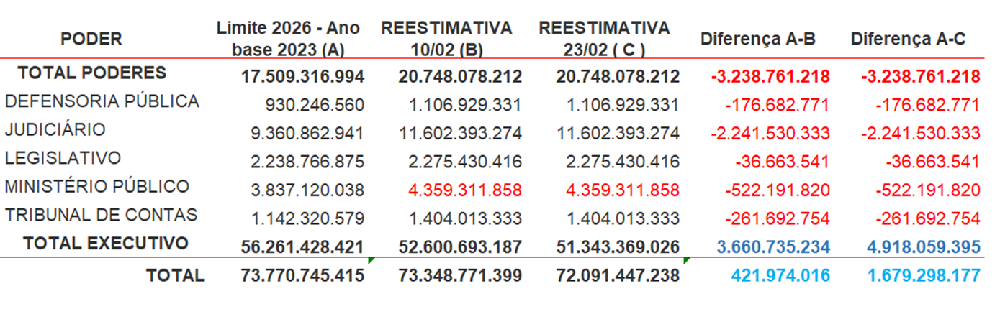 PODER Limite 2026 - Ano base 2023 (A) REESTIMATIVA 10/02 (B) REESTIMATIVA 23/02 ( C ) Diferença A-B Diferença A-C
TOTAL PODERES 17.509.316.994 20.748.078.212 20.748.078.212 -3.238.761.218 -3.238.761.218
DEFENSORIA PÚBLICA 930.246.560 1.106.929.331 1.106.929.331 -176.682.771 -176.682.771
JUDICIÁRIO 9.360.862.941 11.602.393.274 11.602.393.274 -2.241.530.333 -2.241.530.333
LEGISLATIVO 2.238.766.875 2.275.430.416 2.275.430.416 -36.663.541 -36.663.541
MINISTÉRIO PÚBLICO 3.837.120.038 4.359.311.858 4.359.311.858 -522.191.820 -522.191.820
TRIBUNAL DE CONTAS 1.142.320.579 1.404.013.333 1.404.013.333 -261.692.754 -261.692.754
TOTAL EXECUTIVO 56.261.428.421 52.600.693.187 51.343.369.026 3.660.735.234 4.918.059.395
TOTAL 73.770.745.415 73.348.771.399 72.091.447.238 421.974.016 1.679.298.177